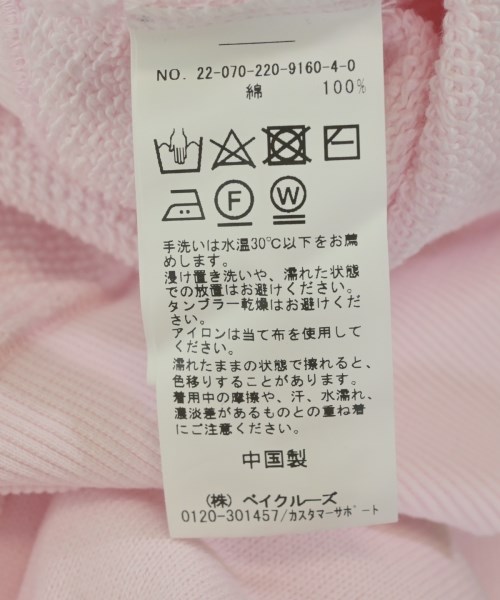 NO. 22-070-220-9160-4-0
綿 100%
F W
手洗いは水温30℃以下をお薦
めします。
浸け置き洗いや、濡れた状態
での放置はお避けください。
タンブラー乾燥はお避けくださ
い。
アイロンは当て布を使用して
ください。
濡れたままの状態で擦れると、
色移りすることがあります。
着用中の摩擦や、汗、水濡れ、
濃淡差があるものとの重ね着
にご注意ください。
中国製
（株）ベイクルーズ
0120-301457/カスタマーサポート